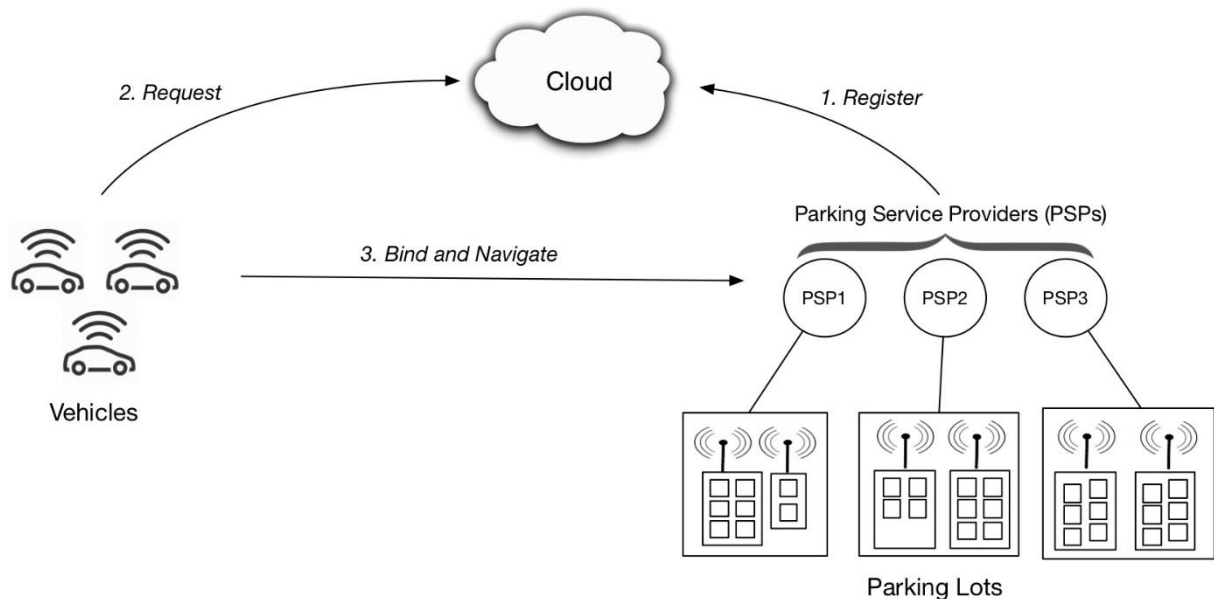 Cloud
2. Request
1. Register
Parking Service Providers (PSPs)
3. Bind and Navigate
PSP1
PSP2
PSP3
Vehicles
Parking Lots